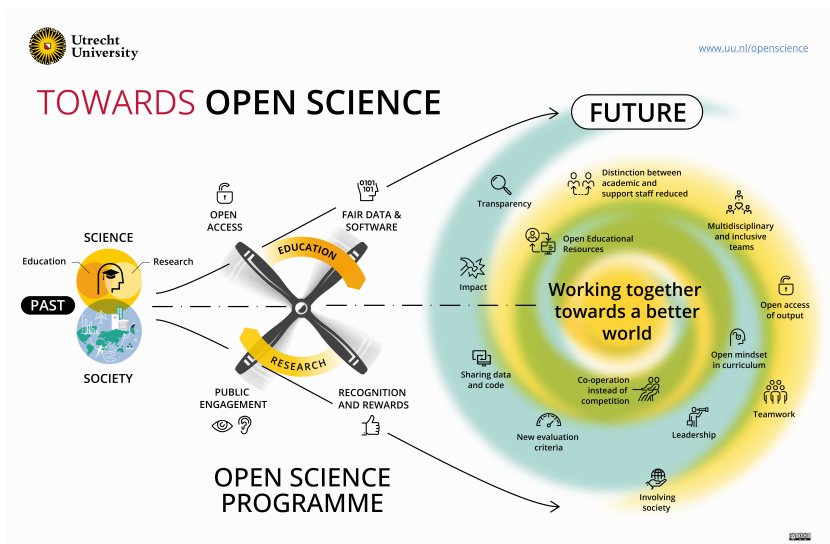 Utrecht
University
www.uu.nl/openscience
TOWARDS OPEN SCIENCE
FUTURE
0101
101
OPEN
ACCESS
FAIR DATA &
SOFTWARE
SCIENCE
Education
Research
PAST
SOCIETY
EDUCATION
RESEARCH
PUBLIC
ENGAGEMENT
RECOGNITION
AND REWARDS
OPEN SCIENCE
PROGRAMME
Transparency
Distinction between
academic and
support staff reduced
Multidisciplinary
and inclusive
teams
Open Educational
Resources
Impact
Working together
towards a better
world
Open access
of output
Open mindset
in curriculum
Sharing data
and code
Co-operation
instead of
competition
Teamwork
New evaluation
criteria
Leadership
Involving
society